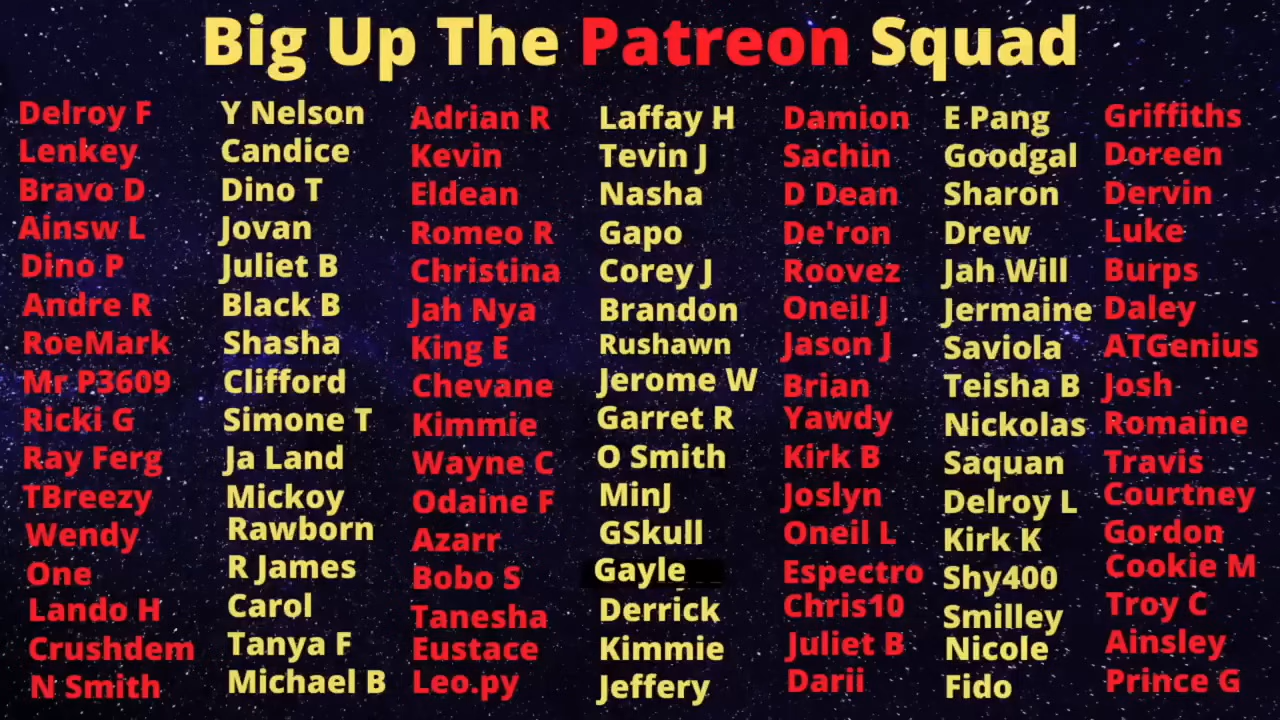 Big Up The Patreon Squad
Delroy F
Lenkey
Bravo D
Ainsw L
Dino P
Andre R
RoeMark
Mr P3609
Ricki G
Ray Ferg
TBreezy
Wendy
One
Lando H
Crushdem
N Smith
Y Nelson
Candice
Dino T
Jovan
Juliet B
Black B
Shasha
Clifford
Simone T
Ja Land
Mickoy
Rawborn
R James
Carol
Tanya F
Michael B
Adrian R
Kevin
Eldean
Romeo R
Christina
Jah Nya
King E
Chevane
Kimmie
Wayne C
Odaine F
Azarr
Bobo S
Tanesha
Eustace
Leo.py
Laffay H
Tevin J
Nasha
Gapo
Corey J
Brandon
Rushawn
Jerome W
Garret R
O Smith
MinJ
GSkull
Gayle
Derrick
Kimmie
Jeffery
Damion
Sachin
D Dean
De'ron
Roovez
Oneil J
Jason J
Brian
Yawdy
Kirk B
Joslyn
Oneil L
Espectro
Chris10
Juliet B
Darii
E Pang
Goodgal
Sharon
Drew
Jah Will
Jermaine
Saviola
Teisha B
Nickolas
Saquan
Delroy L
Kirk K
Shy400
Smilley
Nicole
Fido
Griffiths
Doreen
Dervin
Luke
Burps
Daley
ATGenius
Josh
Romaine
Travis
Courtney
Gordon
Cookie M
Troy C
Ainsley
Prince G